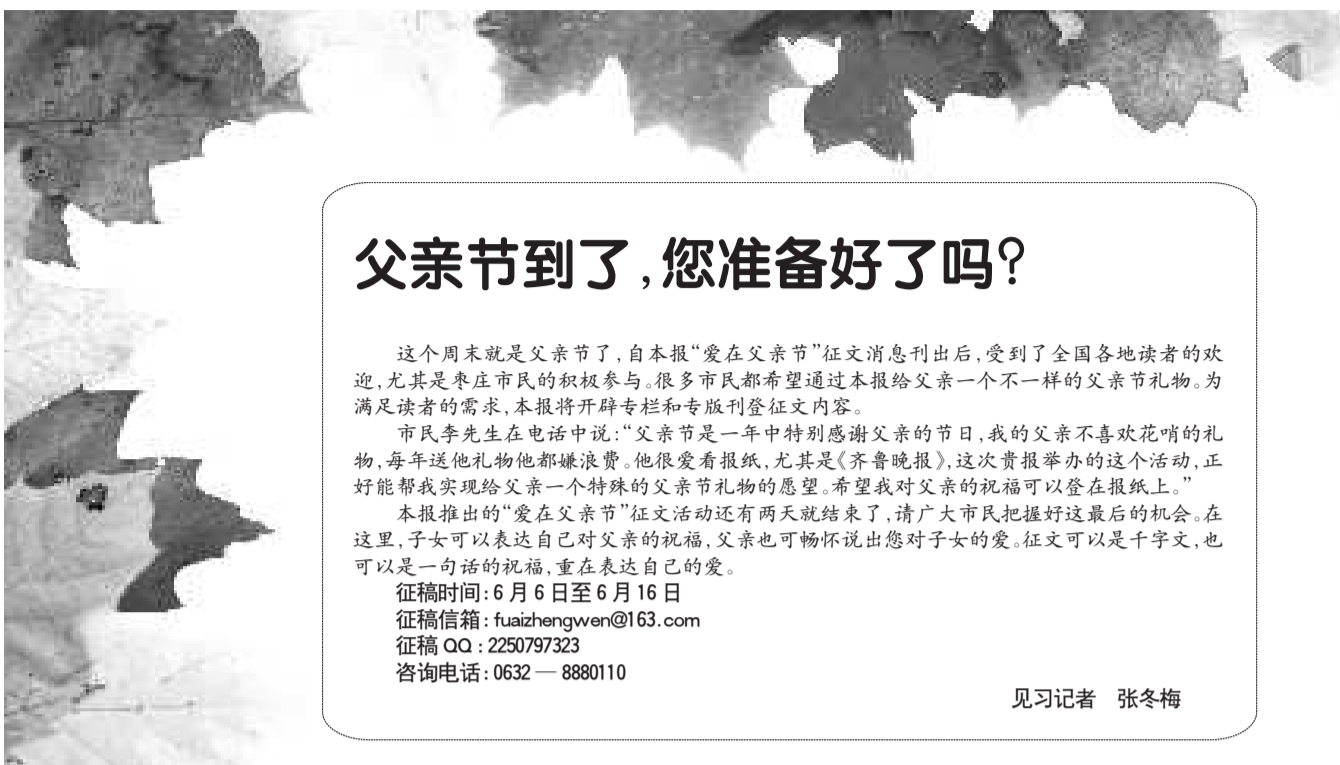 父亲节到了,您准备好了吗?
这个周末就是父亲节了,自本报“爱在父亲节”征文消息刊出后,受到了全国各地读者的欢
迎,尤其是枣庄市民的积极参与。很多市民都希望通过本报给父亲一个不一样的父亲节礼物。为
满足读者的需求,本报将开辟专栏和专版刊登征文内容。
市民李先生在电话中说:“父亲节是一年中特别感谢父亲的节日,我的父亲不喜欢花哨的礼
物,每年送他礼物他都嫌浪费。他很爱看报纸,尤其是《齐鲁晚报》,这次贵报举办的这个活动,正
好能帮我实现给父亲一个特殊的父亲节礼物的愿望。希望我对父亲的祝福可以登在报纸上。”
本报推出的“爱在父亲节”征文活动还有两天就结束了,请广大市民把握好这最后的机会。在
这里,子女可以表达自己对父亲的祝福,父亲也可畅怀说出您对子女的爱。征文可以是千字文,也
可以是一句话的祝福,重在表达自己的爱。
征稿时间:6月6日至6月16日
征稿信箱:fuaizhengwen@163.com
征稿QQ:2250797323
咨询电话:0632—8880110
见习记者 张冬梅